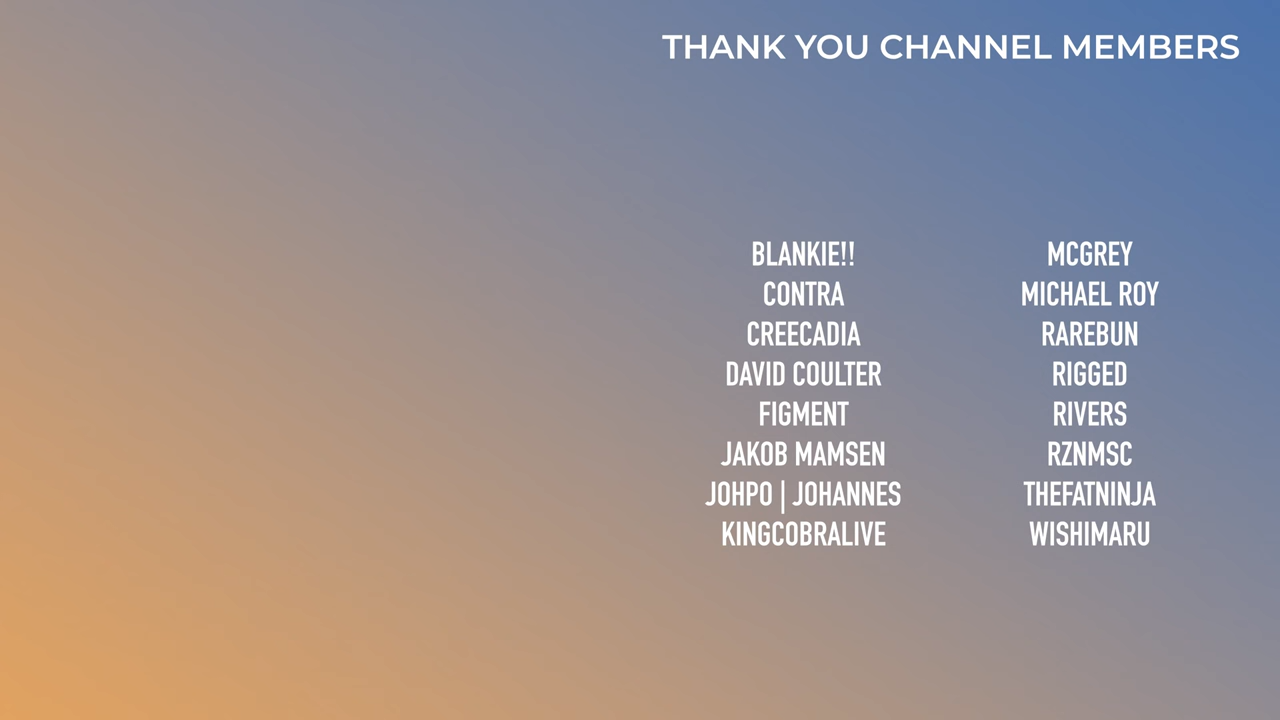 THANK YOU CHANNEL MEMBERS
BLANKIE!!
CONTRA
CREECADIA
DAVID COULTER
FIGMENT
JAKOB MAMSEN
JOHPO | JOHANNES
KINGCOBRALIVE
MCGREY
MICHAEL ROY
RAREBUN
RIGGED
RIVERS
RZNMSC
THEFATNINJA
WISHIMARU